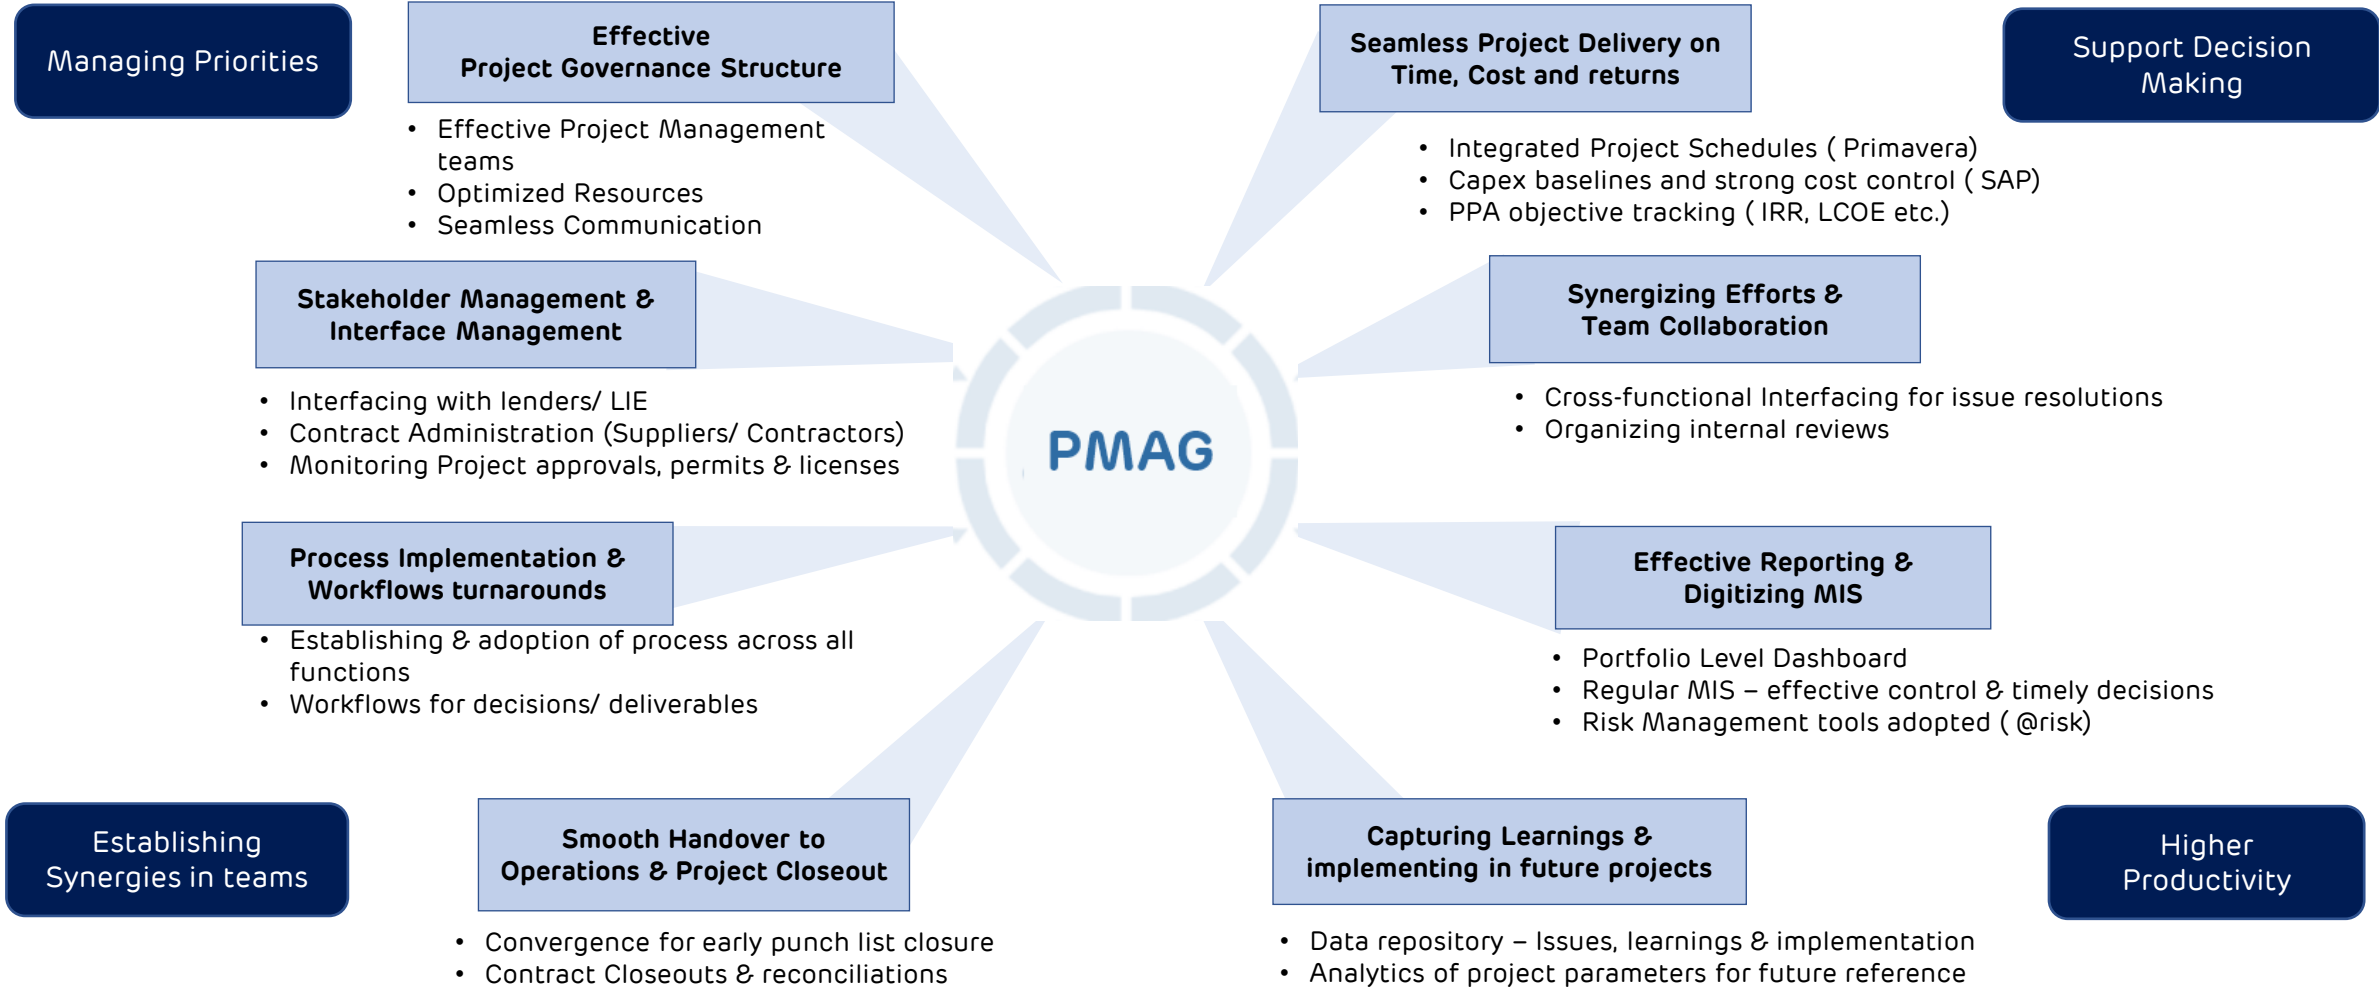 Managing Priorities
Effective
Project Governance Structure
• Effective Project Management
teams
• Optimized Resources
• Seamless Communication
Seamless Project Delivery on
Time, Cost and returns
• Integrated Project Schedules ( Primavera)
• Capex baselines and strong cost control ( SAP)
• PPA objective tracking ( IRR, LCOE etc.)
Support Decision
Making
Stakeholder Management &
Interface Management
• Interfacing with lenders/ LIE
• Contract Administration (Suppliers/ Contractors)
• Monitoring Project approvals, permits & licenses
Synergizing Efforts &
Team Collaboration
• Cross-functional Interfacing for issue resolutions
• Organizing internal reviews
PMAG
Process Implementation &
Workflows turnarounds
• Establishing & adoption of process across all
functions
• Workflows for decisions/ deliverables
Effective Reporting &
Digitizing MIS
• Portfolio Level Dashboard
• Regular MIS – effective control & timely decisions
• Risk Management tools adopted ( @risk)
Establishing
Synergies in teams
Smooth Handover to
Operations & Project Closeout
• Convergence for early punch list closure
• Contract Closeouts & reconciliations
Capturing Learnings &
implementing in future projects
• Data repository – Issues, learnings & implementation
• Analytics of project parameters for future reference
Higher
Productivity